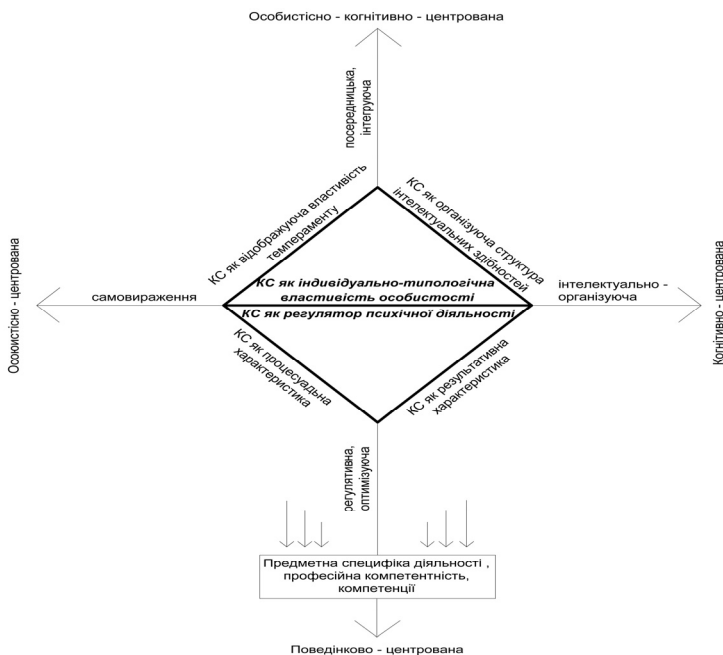 Особистісно - когнітивно - центрована
посередницька,
інтегруюча
КС як відображуюча властивість
темпераменту
КС як організуюча структура
інтелектуальних здібностей
Осоюистісно - центрована
самовираження
КС як індивідуально-типологічна
властивість особистості
КС як регулятор психічної діяльності
інтелектуально -
організуюча
Когнітивно - центрована
КС як процесуадьна
характеристика
КС як результативна
характеристика
регулятивна,
оптимізуюча
Предметна специфіка діяльності ,
професійна компетентність,
компетенції
Поведінково - центрована